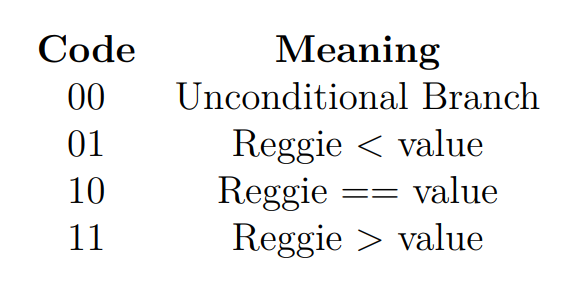 Code Meaning
00 Unconditional Branch
01 Reggie < value
10 Reggie == value
11 Reggie > value